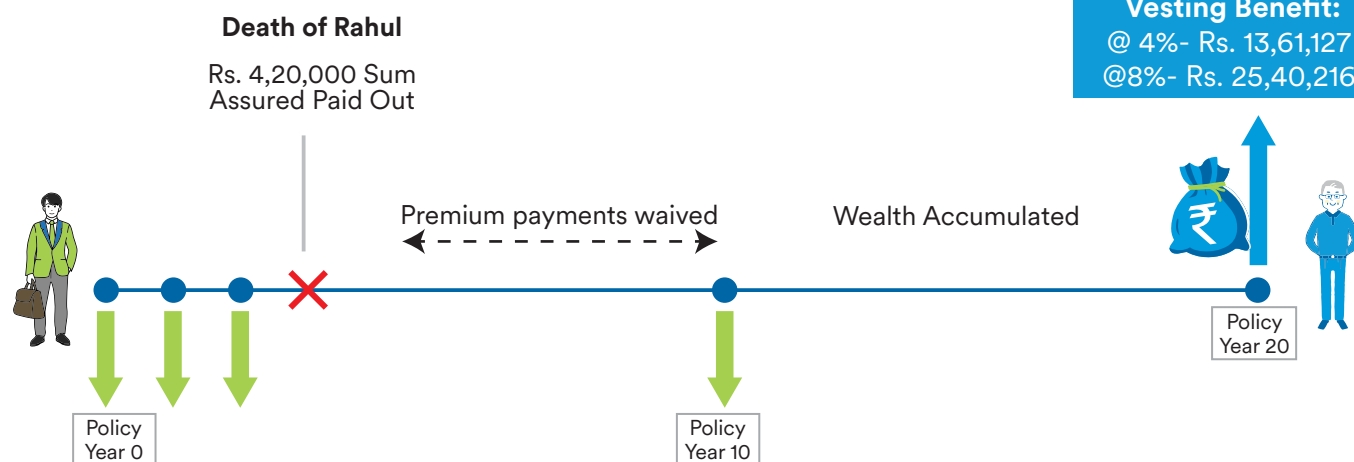 Death of Rahul
Rs. 4,20,000 Sum
Assured Paid Out
Vesting Benefit:
@ 4%- Rs. 13,61,127
@8%- Rs. 25,40,216
Premium payments waived
Wealth Accumulated
₹
Policy
Year 20
Policy
Year 0
Policy
Year 10